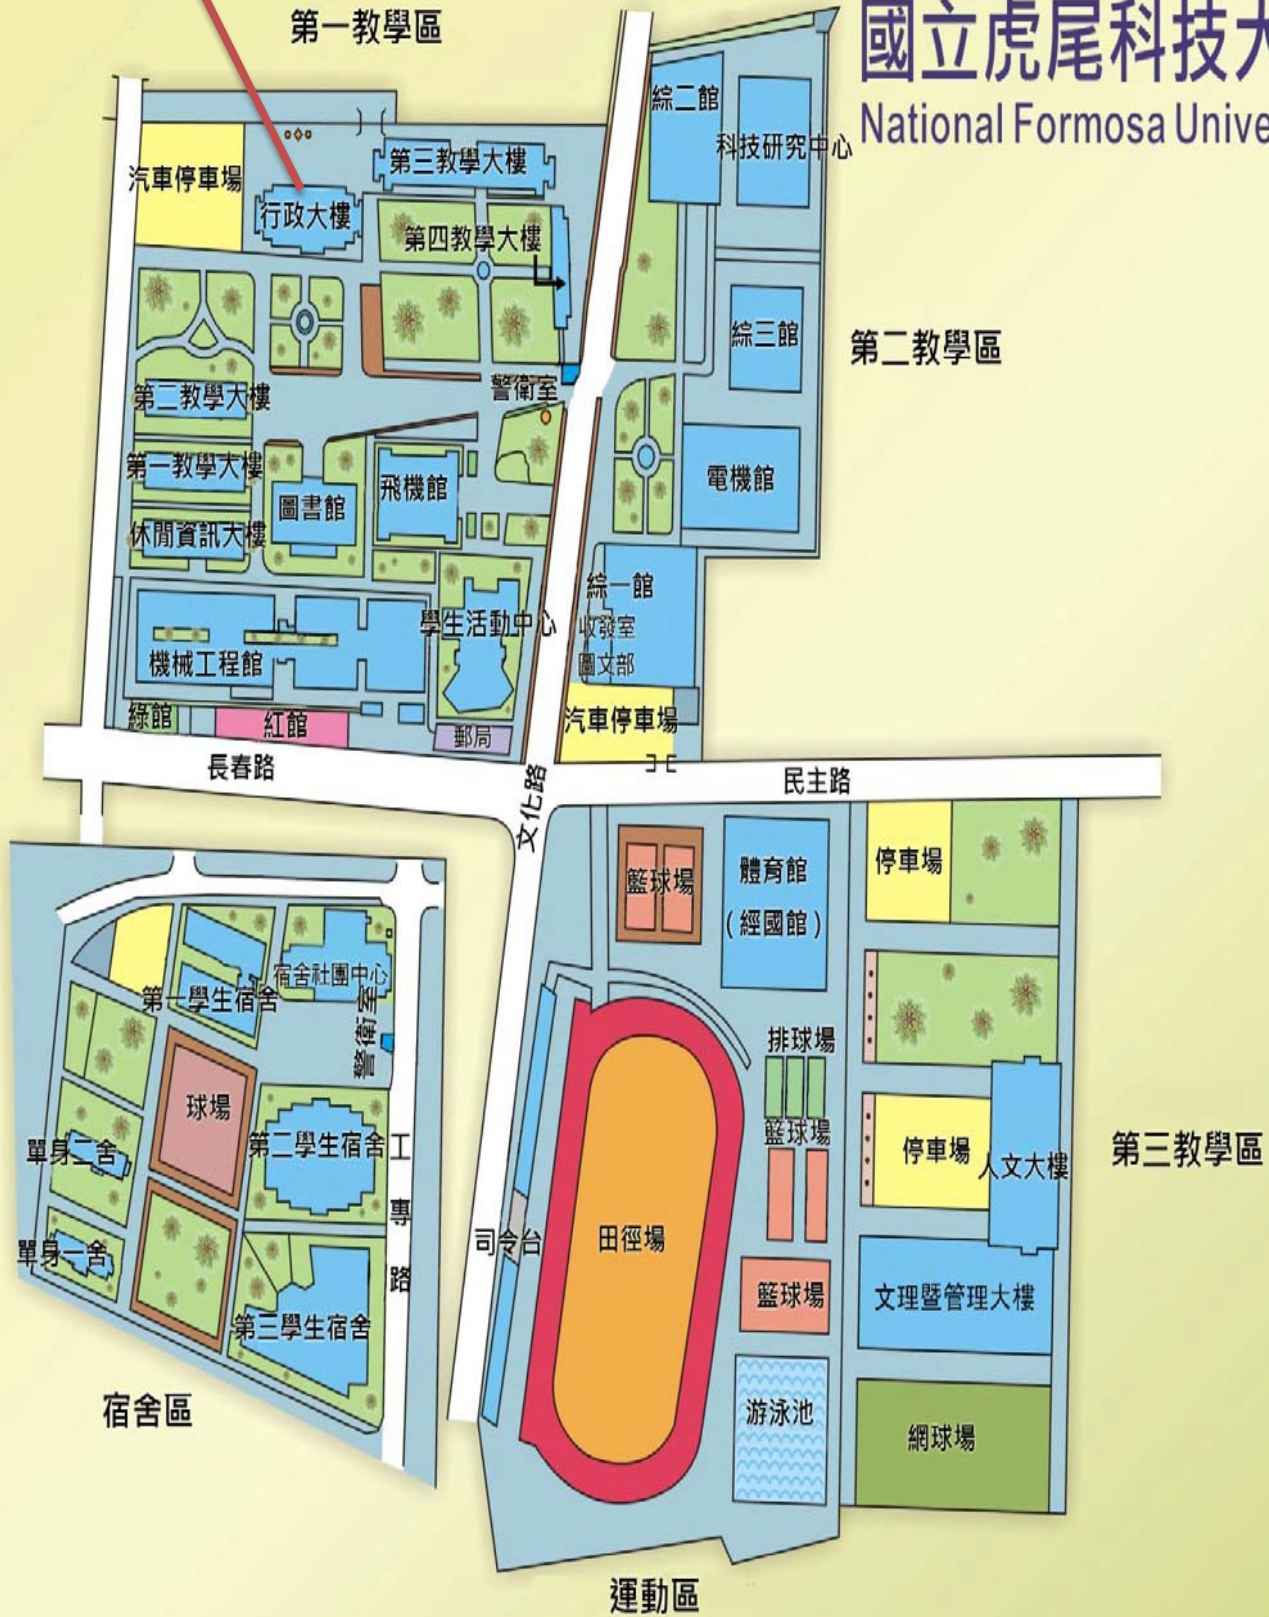 第一教學區
國立虎尾科技大
National Formosa Unive
綜二館
科技研究中心
汽車停車場
第三教學大樓
行政大樓
第四教學大樓
綜三館
第二教學區
第二教學大樓
警衛室
第一教學大樓
圖書館
飛機館
電機館
休閒資訊大樓
綜一館
學生活動中心
收發室
圖文部
機械工程館
綠館
紅館
郵局
汽車停車場
長春路
文化路
民主路
籃球場
體育館
(經國館)
停車場
宿舍社團中心
第一學生宿舍
警衛室
排球場
球場
籃球場
單身二舍
第二學生宿舍
工專路
停車場
人文大樓
第三教學區
單身一舍
司令台
田徑場
籃球場
文理暨管理大樓
第三學生宿舍
宿舍區
游泳池
網球場
運動區